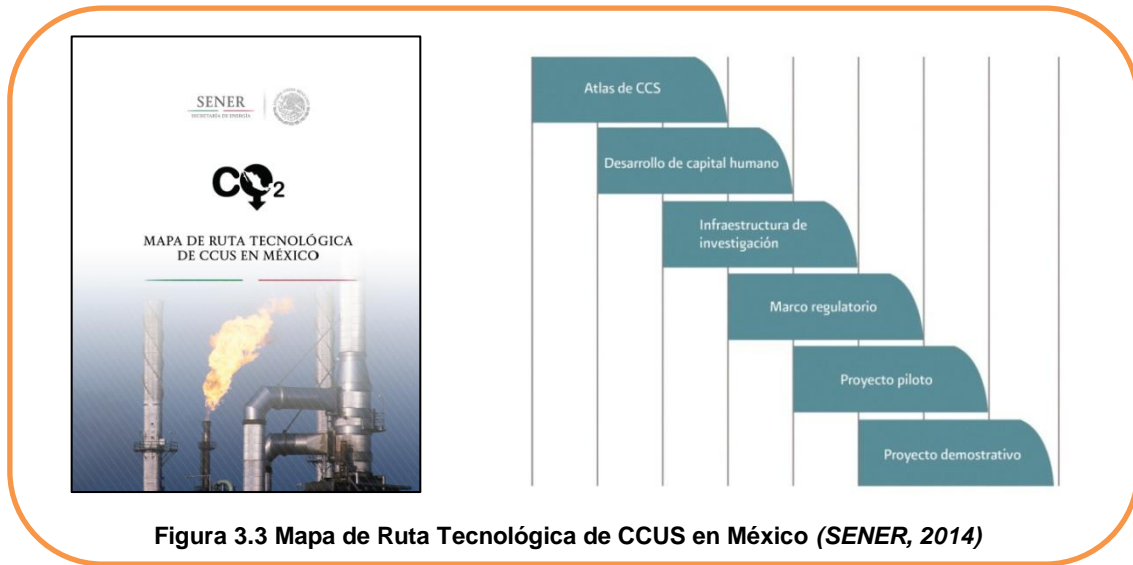 SENER
SECRETARÍA DE ENERGÍA
CO2
MAPA DE RUTA TECNOLÓGICA
DE CCUS EN MÉXICO
Atlas de CCS
Desarrollo de capital humano
Infraestructura de
investigación
Marco regulatorio
Proyecto piloto
Proyecto demostrativo
Figura 3.3 Mapa de Ruta Tecnológica de CCUS en México (SENER, 2014)